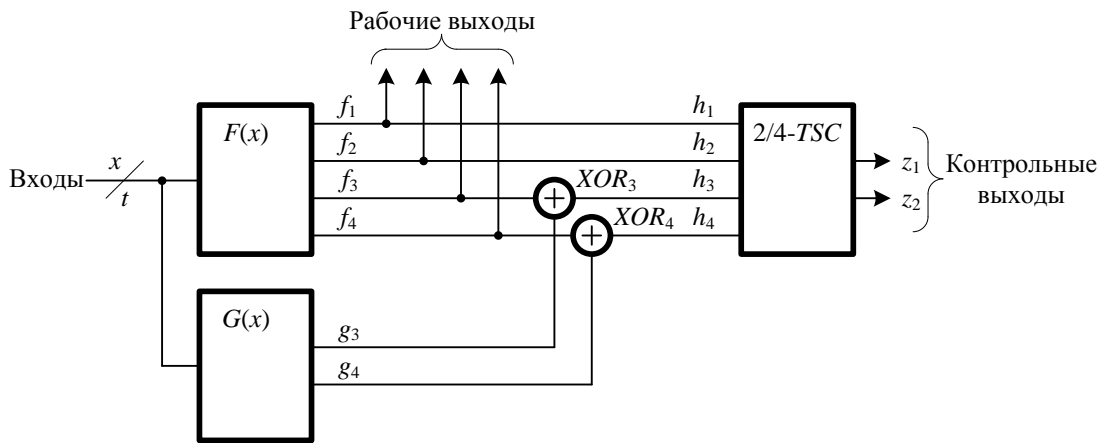 Рабочие выходы
f1
h1
F(x)
2/4-TSC
f2
h2
Входы
x
t
z1
f3
XOR3
h3
z2
Контрольные
выходы
f4
XOR4
h4
G(x)
g3
g4